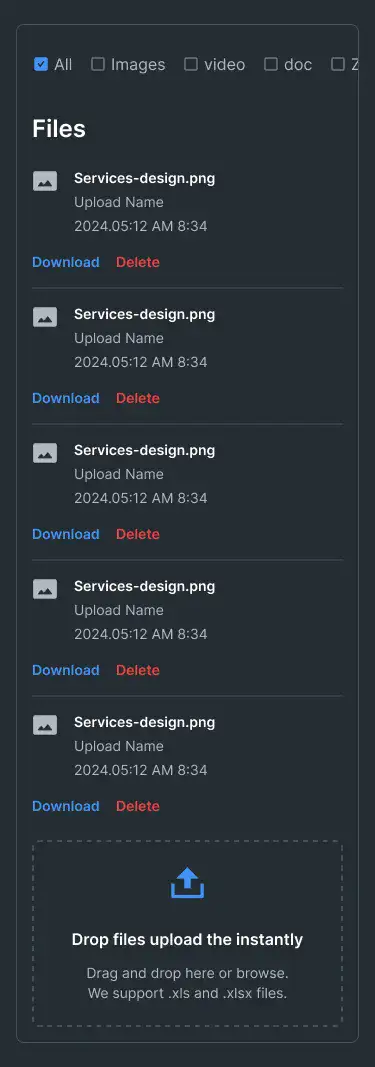 All Images video doc
Files
Services-design.png
Upload Name
2024.05:12 AM 8:34
Download Delete
Services-design.png
Upload Name
2024.05:12 AM 8:34
Download Delete
Services-design.png
Upload Name
2024.05:12 AM 8:34
Download Delete
Services-design.png
Upload Name
2024.05:12 AM 8:34
Download Delete
Services-design.png
Upload Name
2024.05:12 AM 8:34
Download Delete
Drop files upload the instantly
Drag and drop here or browse.
We support .xls and .xlsx files.